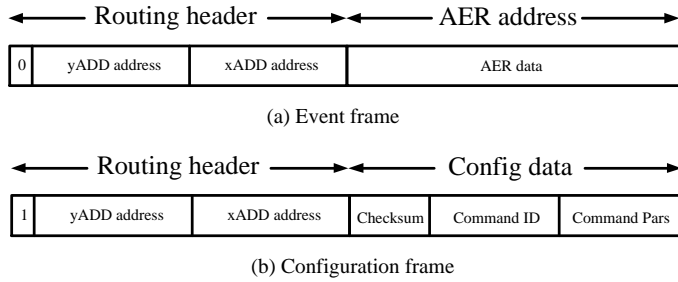 Routing header AER address
0 yADD address xADD address AER data
(a) Event frame
Routing header Config data
1 yADD address xADD address Checksum Command ID Command Pars
(b) Configuration frame